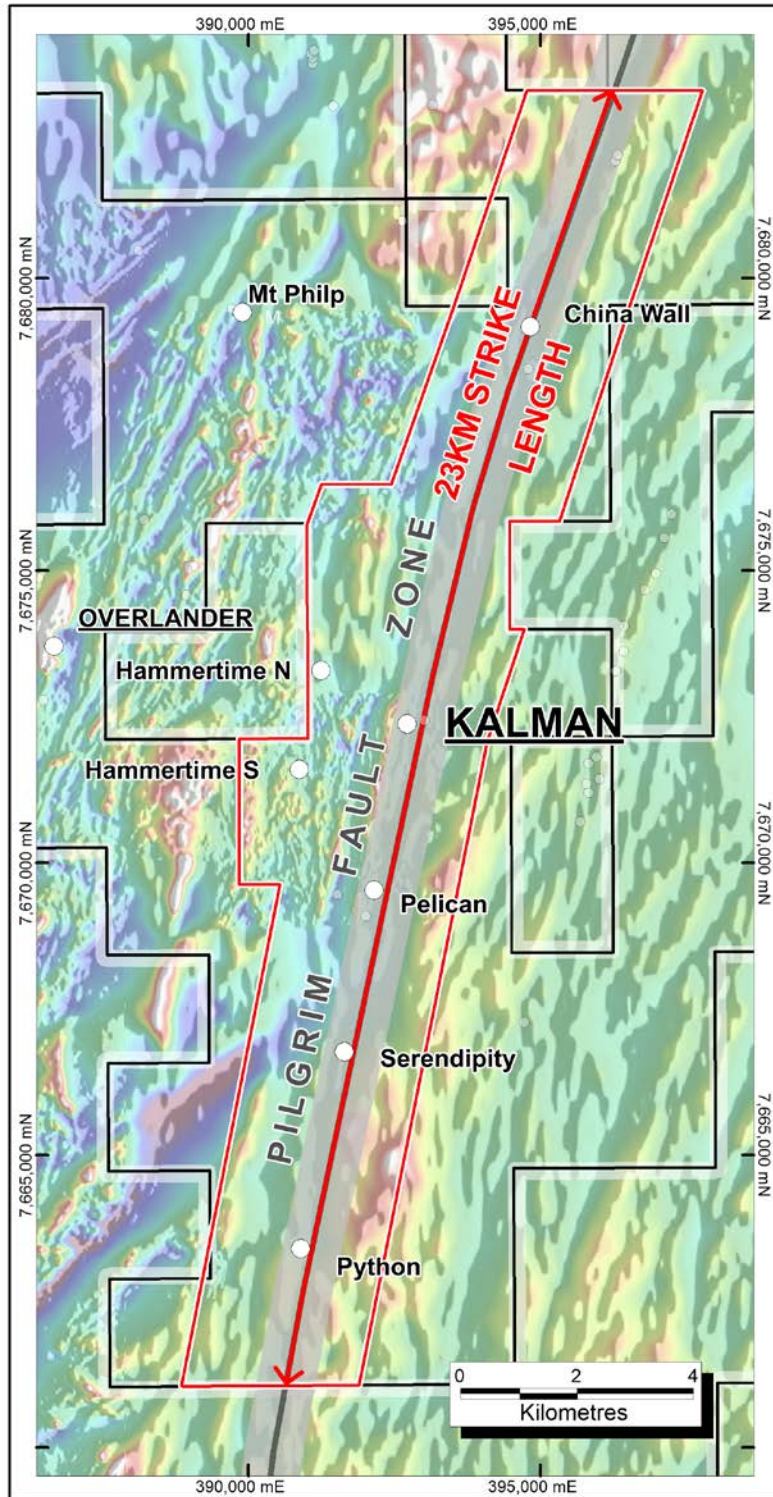 390,000 mE
395,000 mE
7,680,000 mN
7,680,000 mN
Mt Philp
China Wall
23KM STRIKE
LENGTH
7,675,000 mN
7,675,000 mN
OVERLANDER
Hammertime N
KALMAN
Hammertime S
PILGRIM FAULT ZONE
7,670,000 mN
7,670,000 mN
Pelican
Serendipity
7,665,000 mN
7,665,000 mN
Python
0 2 4
Kilometres
390,000 mE
395,000 mE